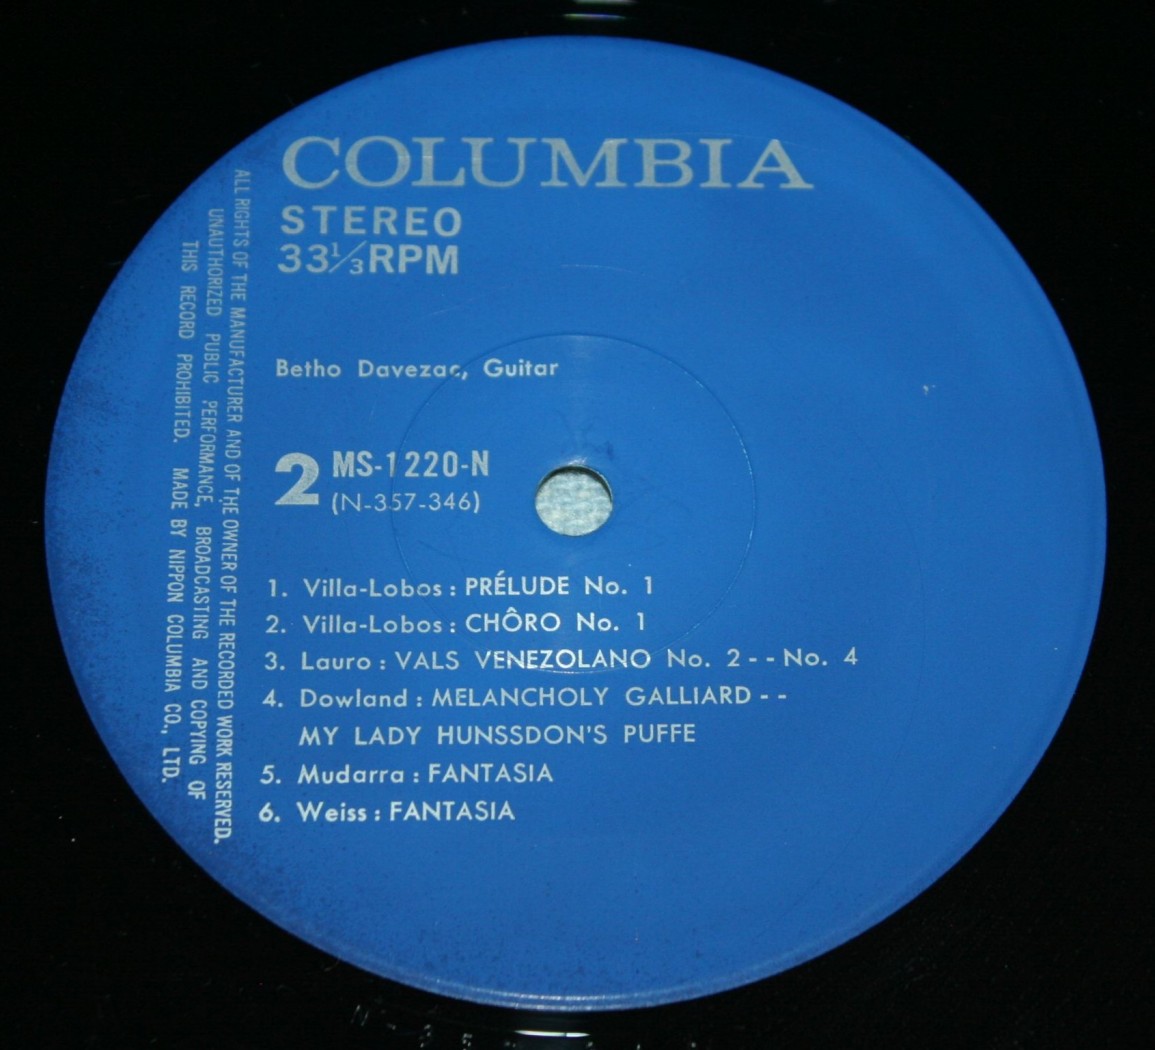 COLUMBIA
STEREO
33⅓ RPM
Betho Davezac, Guitar
2 MS-1220-N
(N-357-346)
1. Villa-Lobos : PRÉLUDE No. 1
2. Villa-Lobos : CHÔRO No. 1
3. Lauro : VALS VENEZOLANO No. 2 -- No. 4
4. Dowland : MELANCHOLY GALLIARD --
MY LADY HUNSSDON'S PUFFE
5. Mudarra : FANTASIA
6. Weiss : FANTASIA
ALL RIGHTS OF THE MANUFACTURER AND OF THE OWNER OF THE RECORDED WORK RESERVED.
UNAUTHORIZED PUBLIC PERFORMANCE, BROADCASTING AND COPYING OF
THIS RECORD PROHIBITED. MADE BY NIPPON COLUMBIA CO., LTD.